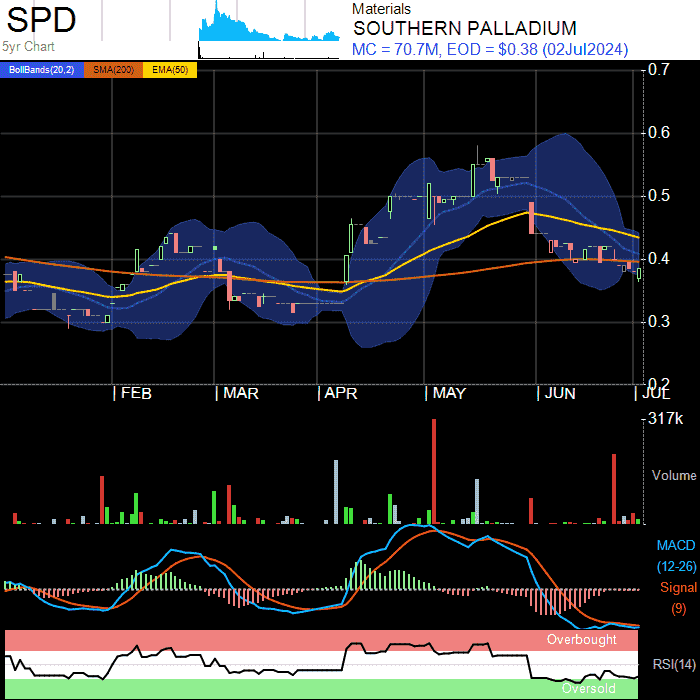 SPD
5yr Chart
Materials
SOUTHERN PALLADIUM
MC = 70.7M, EOD = $0.38 (02Jul2024)
BollBands(20,2) SMA(200) EMA(50)
0.7
0.6
0.5
0.4
0.3
0.2
FEB MAR APR MAY JUN JUL
317k
Volume
MACD
(12-26)
Signal
(9)
Overbought
RSI(14)
Oversold